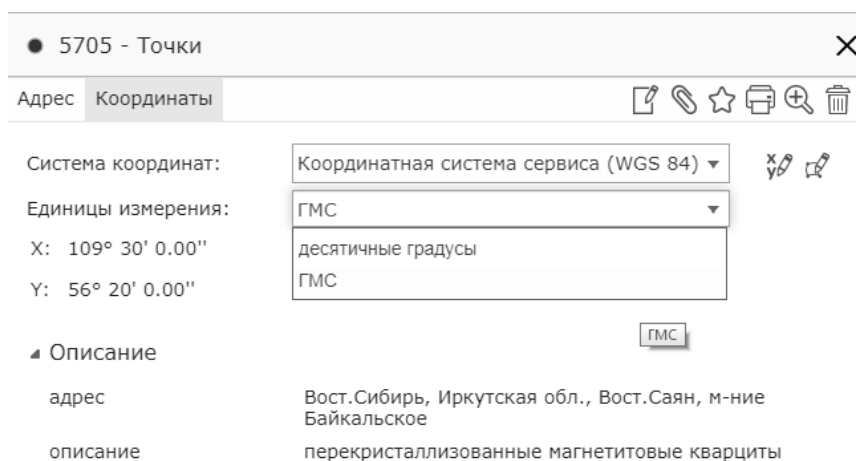 5705 - Точки
Адрес Координаты
Система координат: Координатная система сервиса (WGS 84)
x
y
Единицы измерения: ГМС
X: 109° 30' 0.00''
десятичные градусы
Y: 56° 20' 0.00''
ГМС
ГМС
Описание
адрес Вост.Сибирь, Иркутская обл., Вост.Саян, м-ние
Байкальское
описание перекристаллизованные магнетитовые кварциты